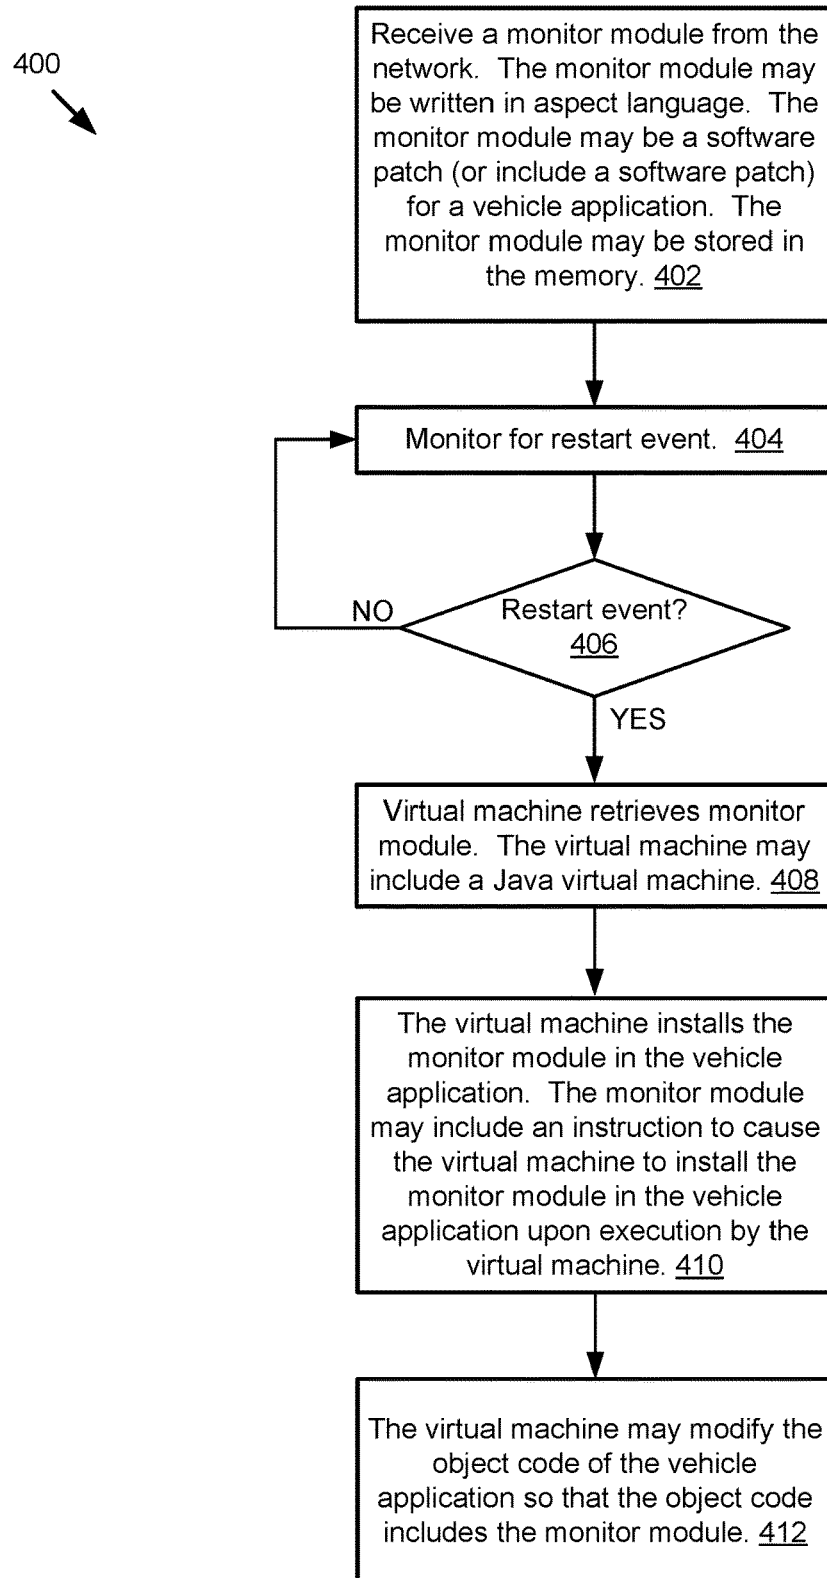 400
Receive a monitor module from the
network. The monitor module may
be written in aspect language. The
monitor module may be a software
patch (or include a software patch)
for a vehicle application. The
monitor module may be stored in
the memory. 402
Monitor for restart event. 404
NO
Restart event?
406
YES
Virtual machine retrieves monitor
module. The virtual machine may
include a Java virtual machine. 408
The virtual machine installs the
monitor module in the vehicle
application. The monitor module
may include an instruction to cause
the virtual machine to install the
monitor module in the vehicle
application upon execution by the
virtual machine. 410
The virtual machine may modify the
object code of the vehicle
application so that the object code
includes the monitor module. 412